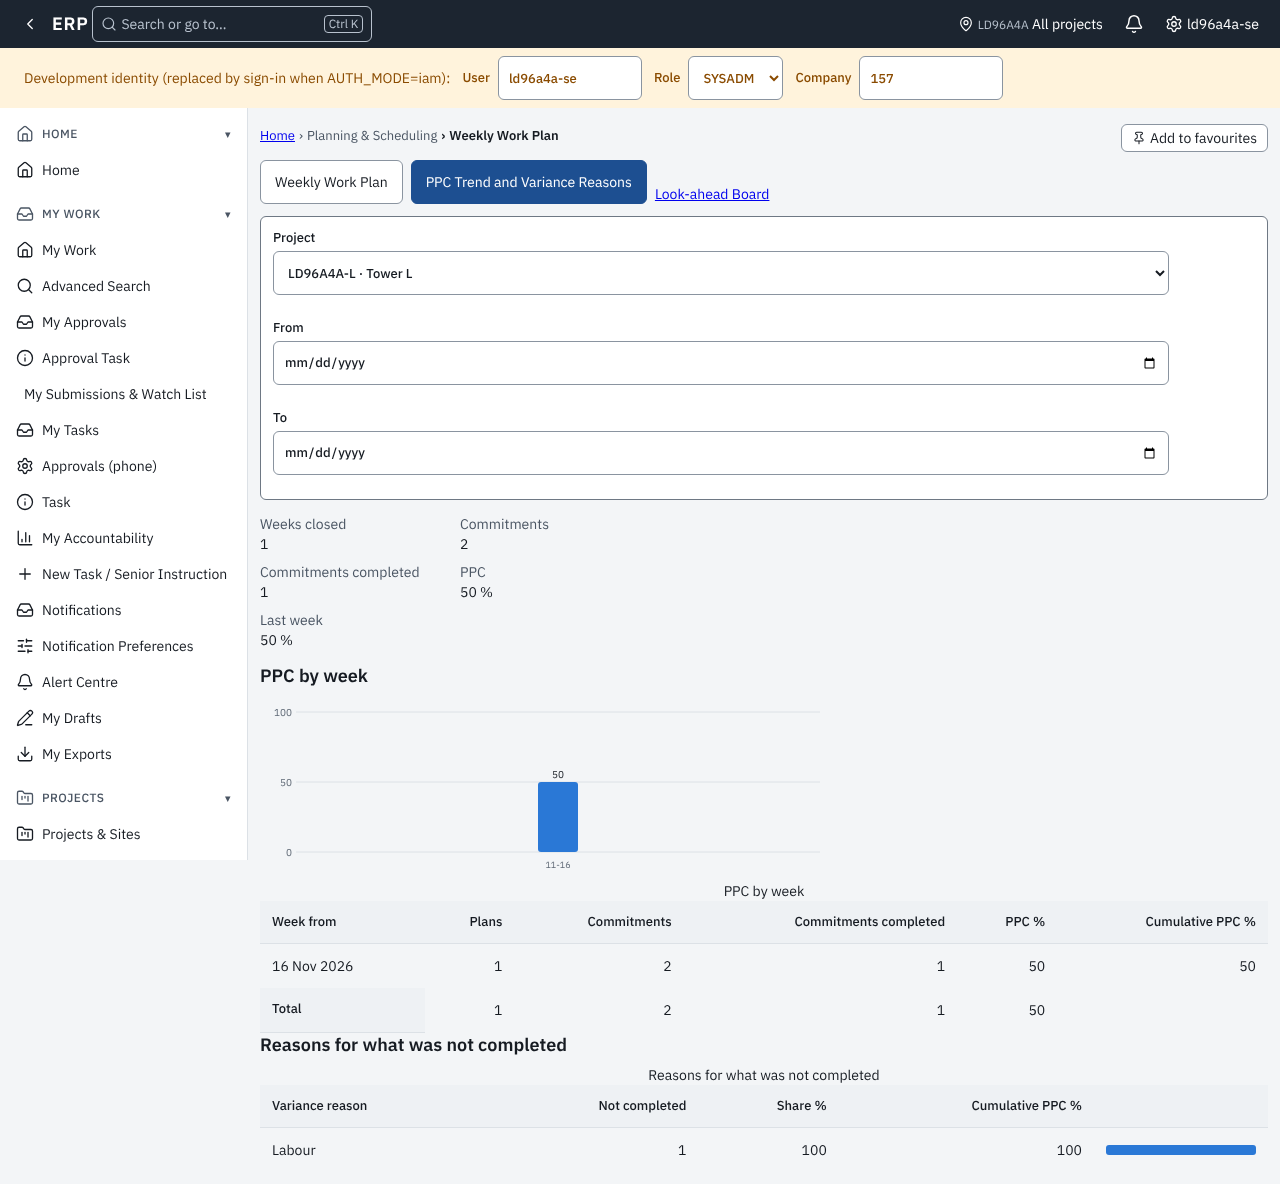 ERP
Search or go to...
Ctrl K
LD96A4A All projects
ld96a4a-se
Development identity (replaced by sign-in when AUTH_MODE=iam):
User
ld96a4a-se
Role
SYSADM
Company
157
HOME
Home
MY WORK
My Work
Advanced Search
My Approvals
Approval Task
My Submissions & Watch List
My Tasks
Approvals (phone)
Task
My Accountability
New Task / Senior Instruction
Notifications
Notification Preferences
Alert Centre
My Drafts
My Exports
PROJECTS
Projects & Sites
Home › Planning & Scheduling › Weekly Work Plan
Add to favourites
Weekly Work Plan
PPC Trend and Variance Reasons
Look-ahead Board
Project
LD96A4A-L · Tower L
From
mm/dd/yyyy
To
mm/dd/yyyy
Weeks closed
1
Commitments
2
Commitments completed
1
PPC
50 %
Last week
50 %
PPC by week
100
50
50
0
11-16
PPC by week
Week from Plans Commitments Commitments completed PPC % Cumulative PPC %
16 Nov 2026 1 2 1 50 50
Total 1 2 1 50
Reasons for what was not completed
Reasons for what was not completed
Variance reason Not completed Share % Cumulative PPC %
Labour 1 100 100